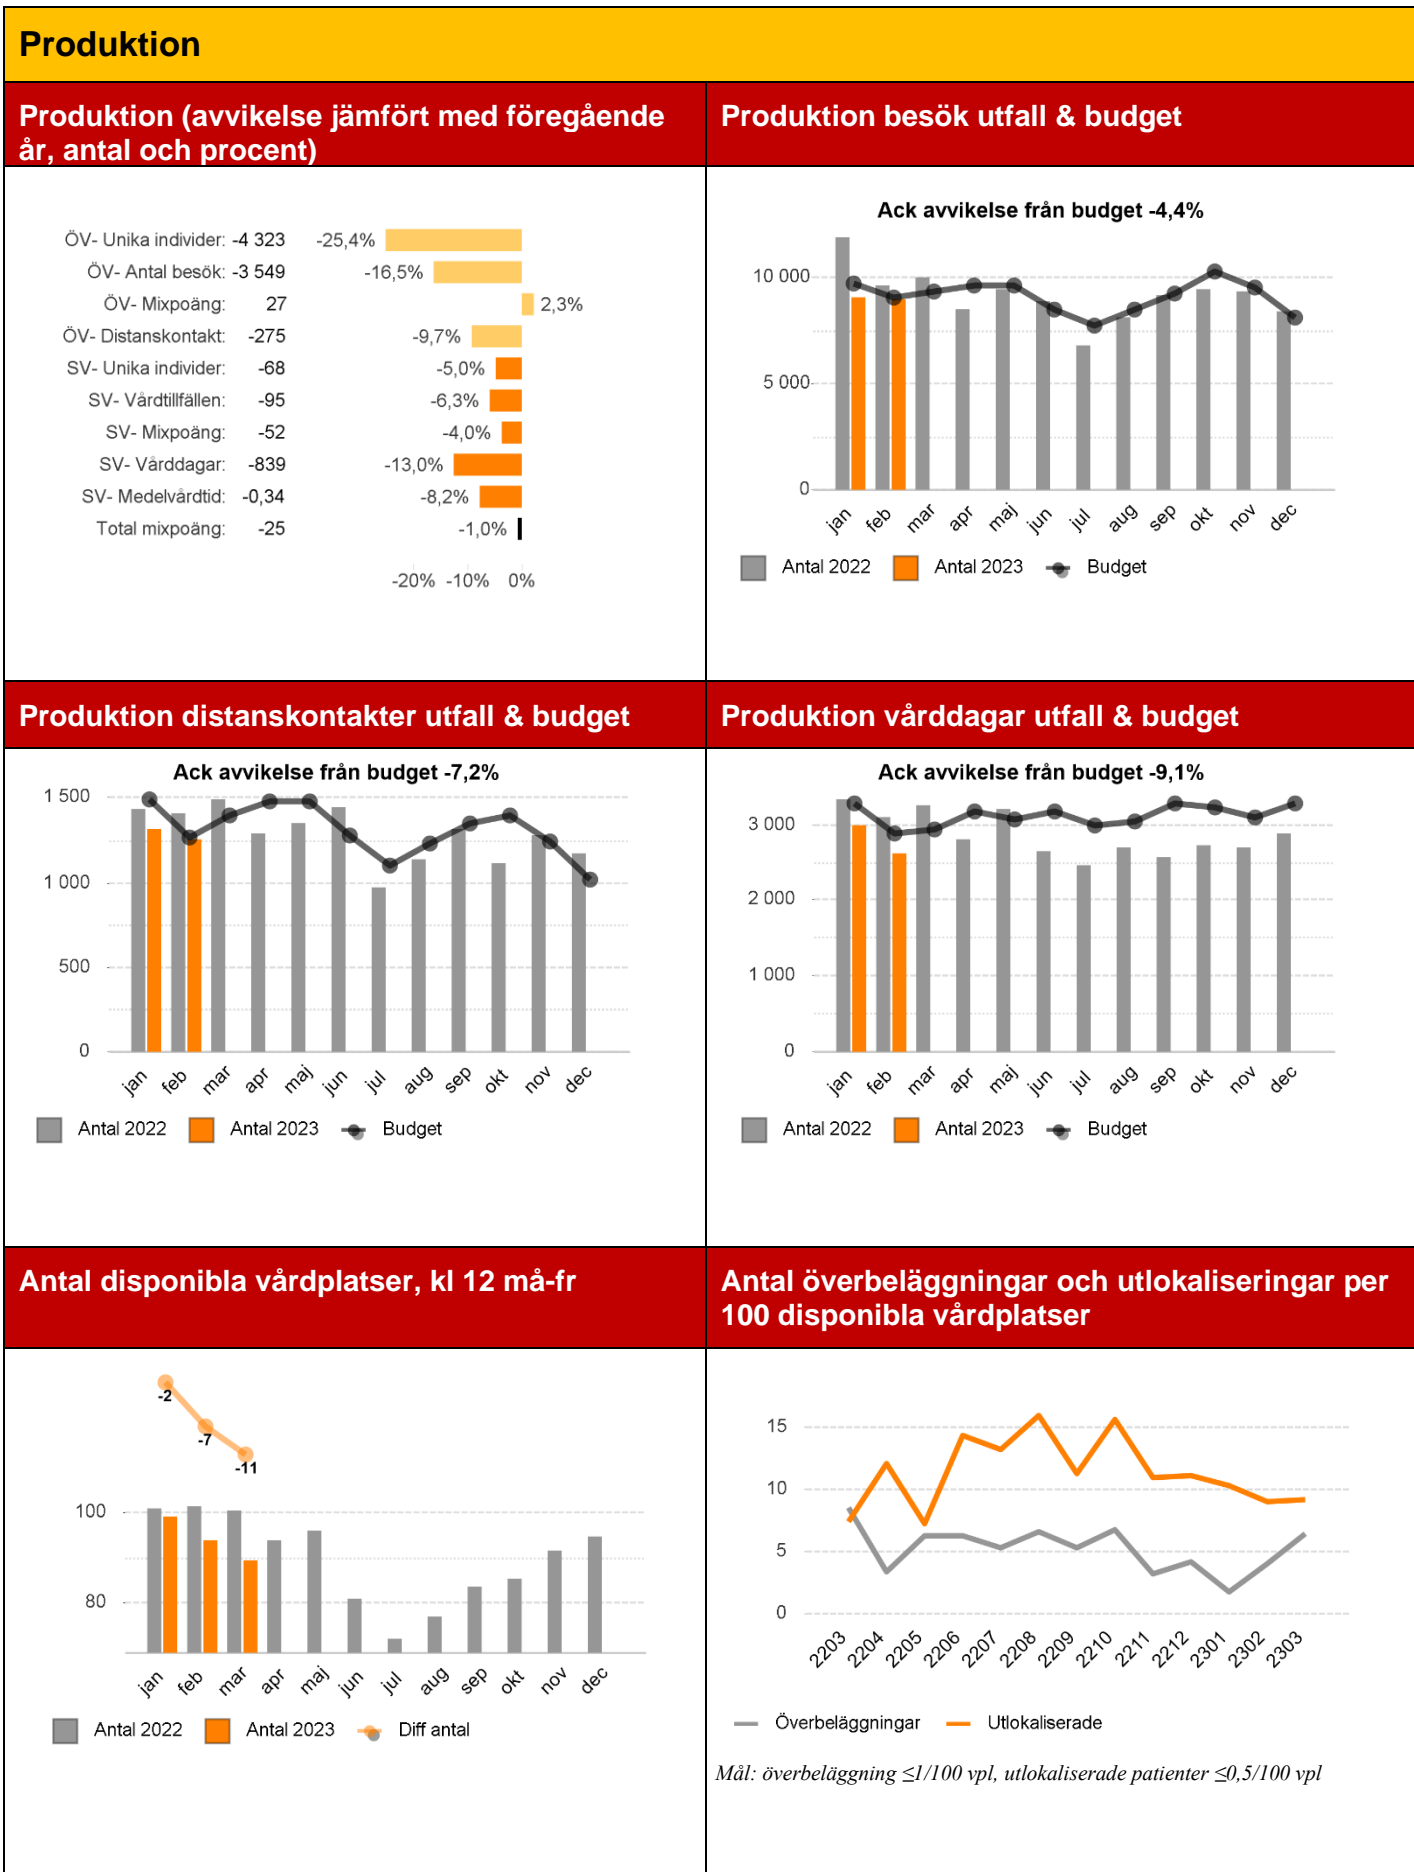 Produktion
Produktion (avvikelse jämfört med föregående
år, antal och procent)
ÖV- Unika individer: -4 323 -25,4%
ÖV- Antal besök: -3 549 -16,5%
ÖV- Mixpoäng: 27 2,3%
ÖV- Distanskontakt: -275 -9,7%
SV- Unika individer: -68 -5,0%
SV- Vårdtillfällen: -95 -6,3%
SV- Mixpoäng: -52 -4,0%
SV- Vårddagar: -839 -13,0%
SV- Medelvårdtid: -0,34 -8,2%
Total mixpoäng: -25 -1,0%
-20% -10% 0%
Produktion besök utfall & budget
Ack avvikelse från budget -4,4%
10 000
5 000
0
jan feb mar apr maj jun jul aug sep okt nov dec
Antal 2022 Antal 2023 Budget
Produktion distanskontakter utfall & budget
Ack avvikelse från budget -7,2%
1 500
1 000
500
0
jan feb mar apr maj jun jul aug sep okt nov dec
Antal 2022 Antal 2023 Budget
Produktion vårddagar utfall & budget
Ack avvikelse från budget -9,1%
3 000
2 000
1 000
0
jan feb mar apr maj jun jul aug sep okt nov dec
Antal 2022 Antal 2023 Budget
Antal disponibla vårdplatser, kl 12 må-fr
-2
-7
-11
100
80
jan feb mar apr maj jun jul aug sep okt nov dec
Antal 2022 Antal 2023 Diff antal
Antal överbeläggningar och utlokaliseringar per
100 disponibla vårdplatser
15
10
5
0
2203 2204 2205 2206 2207 2208 2209 2210 2211 2212 2301 2302 2303
Överbeläggningar Utlokaliserade
Mål: överbeläggning ≤1/100 vpl, utlokaliserade patienter ≤0,5/100 vpl